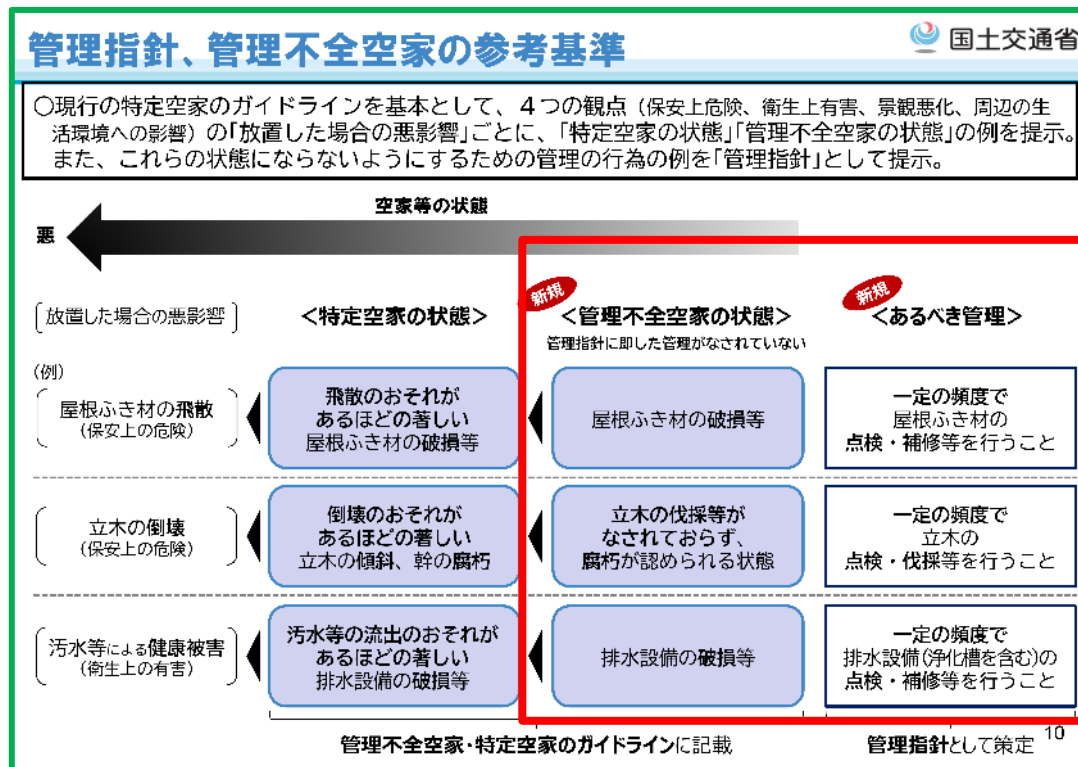 管理指針、管理不全空家の参考基準
国土交通省
○現行の特定空家のガイドラインを基本として、４つの観点（保安上危険、衛生上有害、景観悪化、周辺の生
活環境への影響）の「放置した場合の悪影響」ごとに、「特定空家の状態」「管理不全空家の状態」の例を提示。
また、これらの状態にならないようにするための管理の行為の例を「管理指針」として提示。
空家等の状態
悪
放置した場合の悪影響
＜特定空家の状態＞
新規
＜管理不全空家の状態＞
管理指針に即した管理がなされていない
新規
＜あるべき管理＞
(例)
屋根ふき材の飛散
(保安上の危険)
飛散のおそれが
あるほどの著しい
屋根ふき材の破損等
屋根ふき材の破損等
一定の頻度で
屋根ふき材の
点検・補修等を行うこと
立木の倒壊
(保安上の危険)
倒壊のおそれが
あるほどの著しい
立木の傾斜、幹の腐朽
立木の伐採等が
なされておらず、
腐朽が認められる状態
一定の頻度で
立木の
点検・伐採等を行うこと
汚水等による健康被害
(衛生上の有害)
汚水等の流出のおそれが
あるほどの著しい
排水設備の破損等
排水設備の破損等
一定の頻度で
排水設備(浄化槽を含む)の
点検・補修等を行うこと
管理不全空家・特定空家のガイドラインに記載
管理指針として策定
10